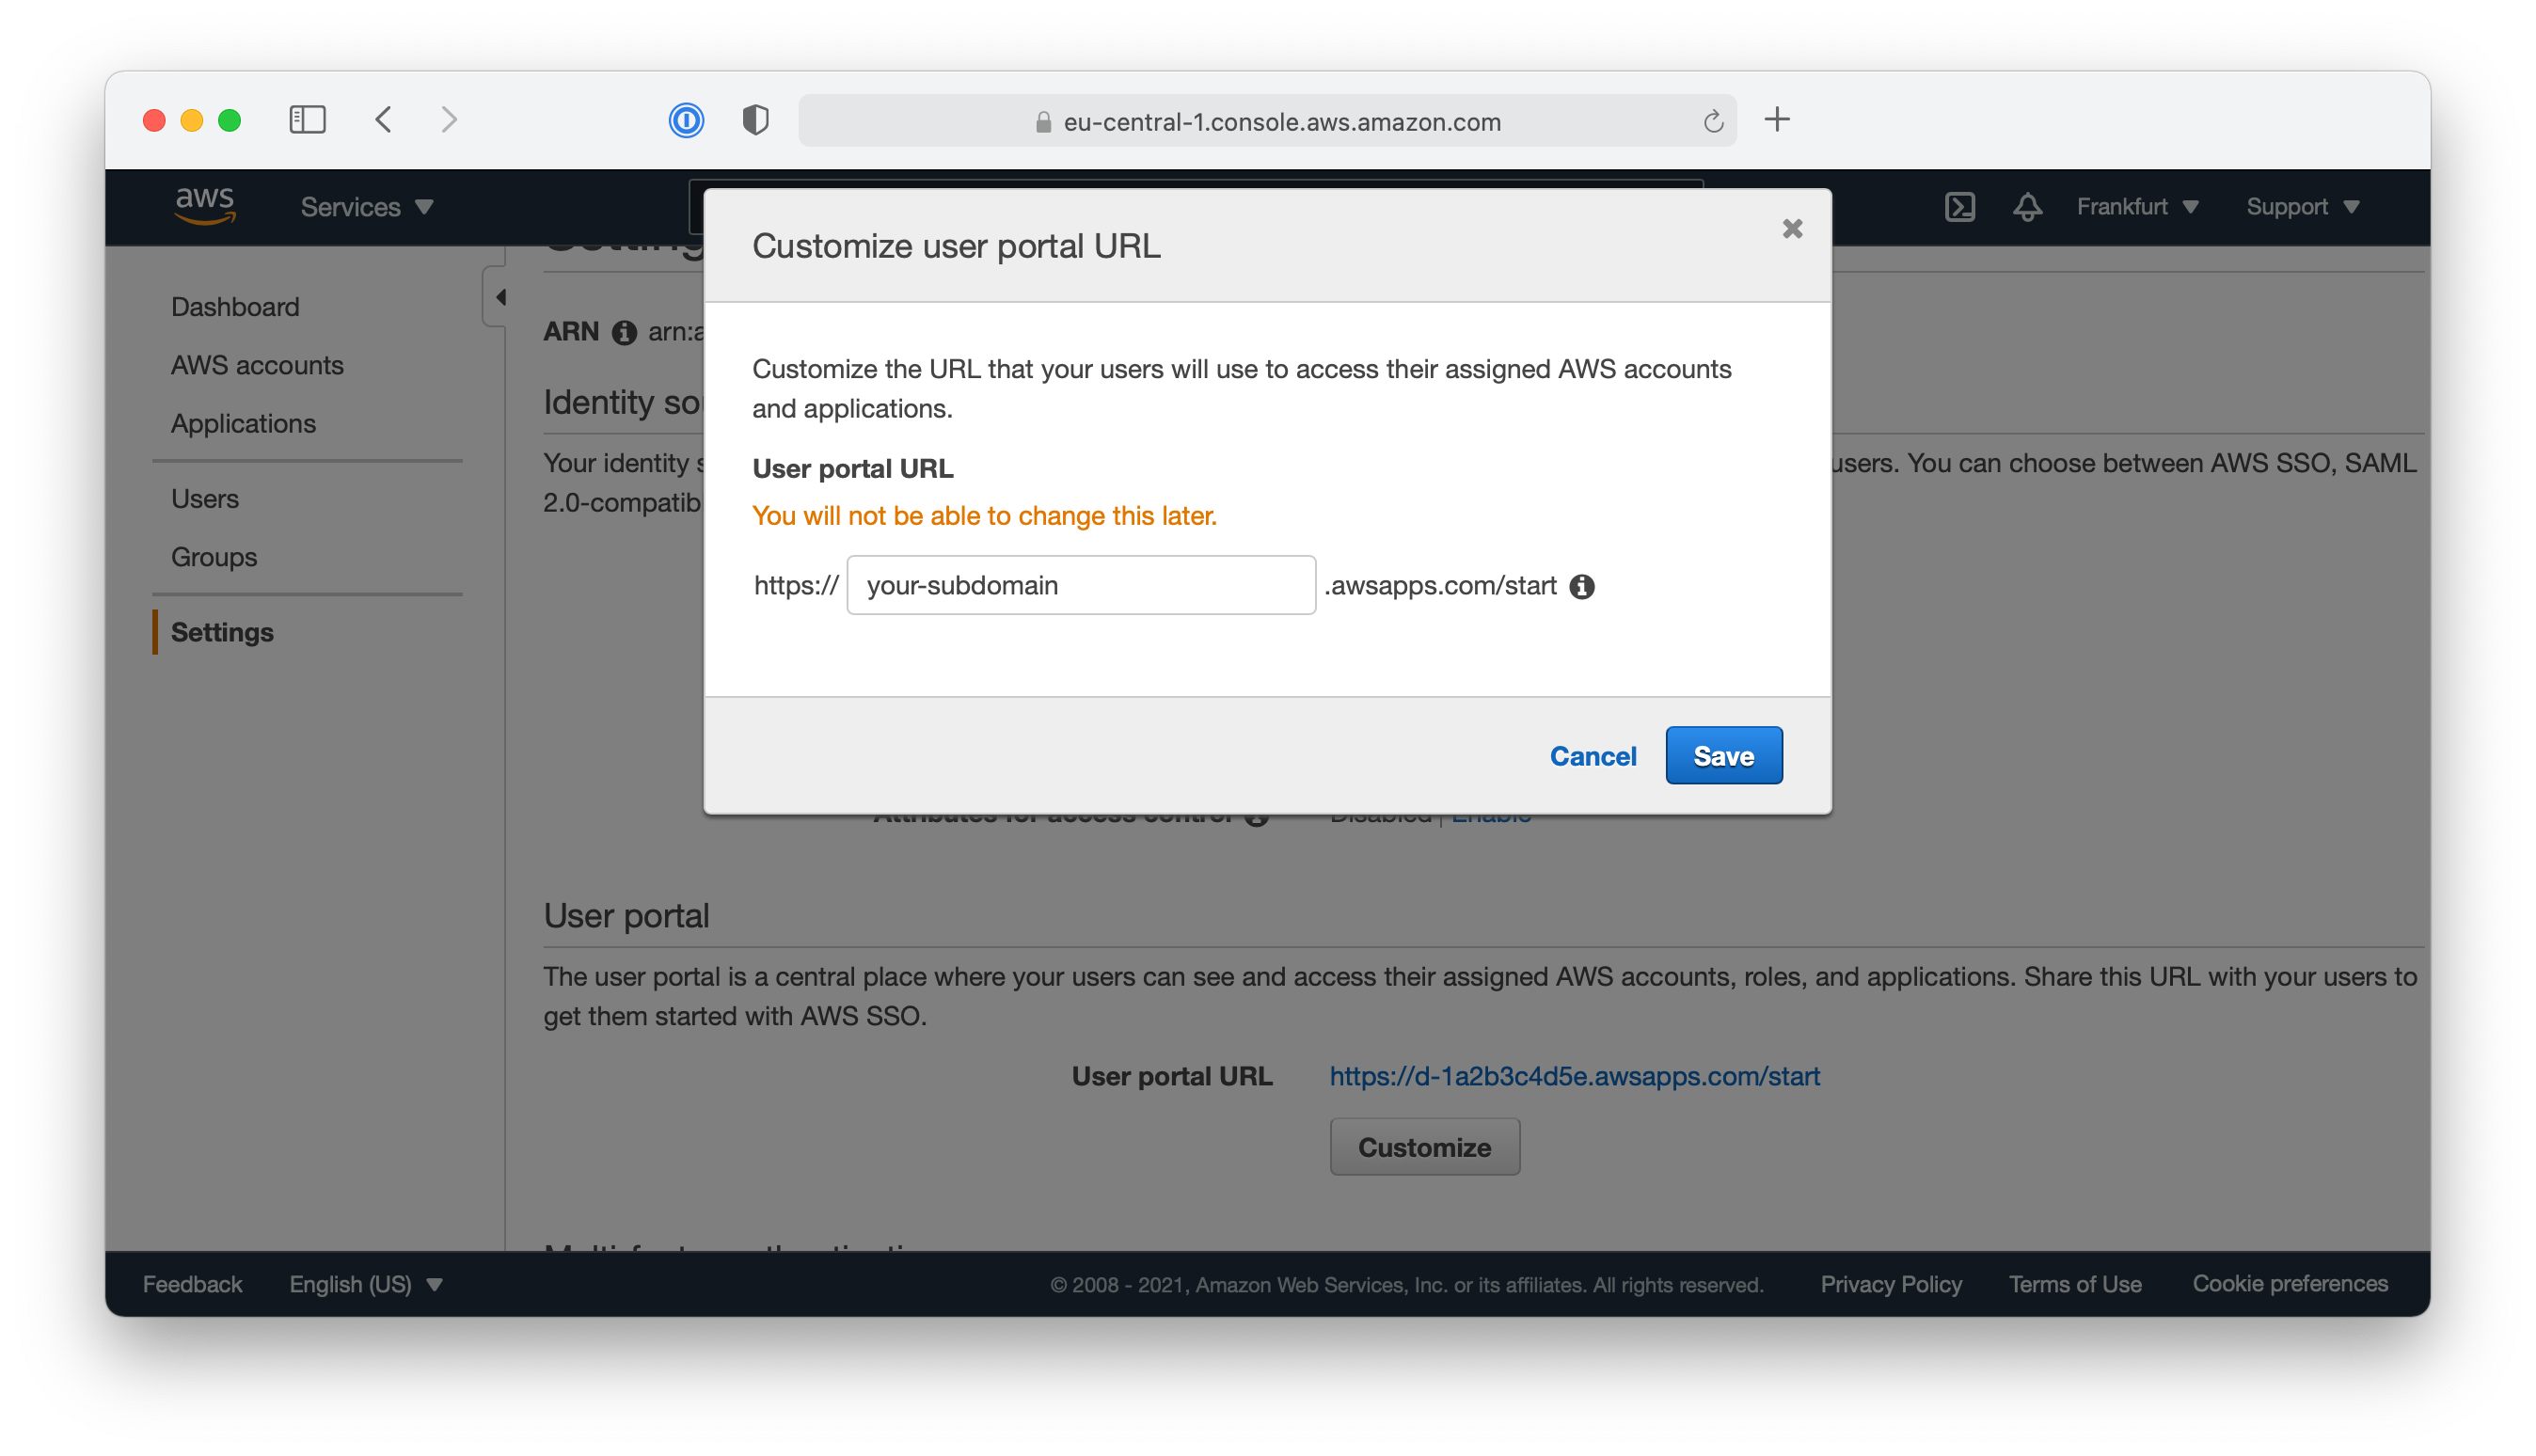 eu-central-1.console.aws.amazon.com
aws
Services
Frankfurt
Support
Customize user portal URL
Customize the URL that your users will use to access their assigned AWS accounts
and applications.
User portal URL
You will not be able to change this later.
https://
your-subdomain
.awsapps.com/start
Cancel
Save
Dashboard
AWS accounts
Applications
Users
Groups
Settings
ARN arn:a
Identity so
Your identity s
users. You can choose between AWS SSO, SAML
2.0-compatib
Attributes for access control
Disabled | Enable
User portal
The user portal is a central place where your users can see and access their assigned AWS accounts, roles, and applications. Share this URL with your users to
get them started with AWS SSO.
User portal URL
https://d-1a2b3c4d5e.awsapps.com/start
Customize
Feedback
English (US)
© 2008 - 2021, Amazon Web Services, Inc. or its affiliates. All rights reserved.
Privacy Policy
Terms of Use
Cookie preferences